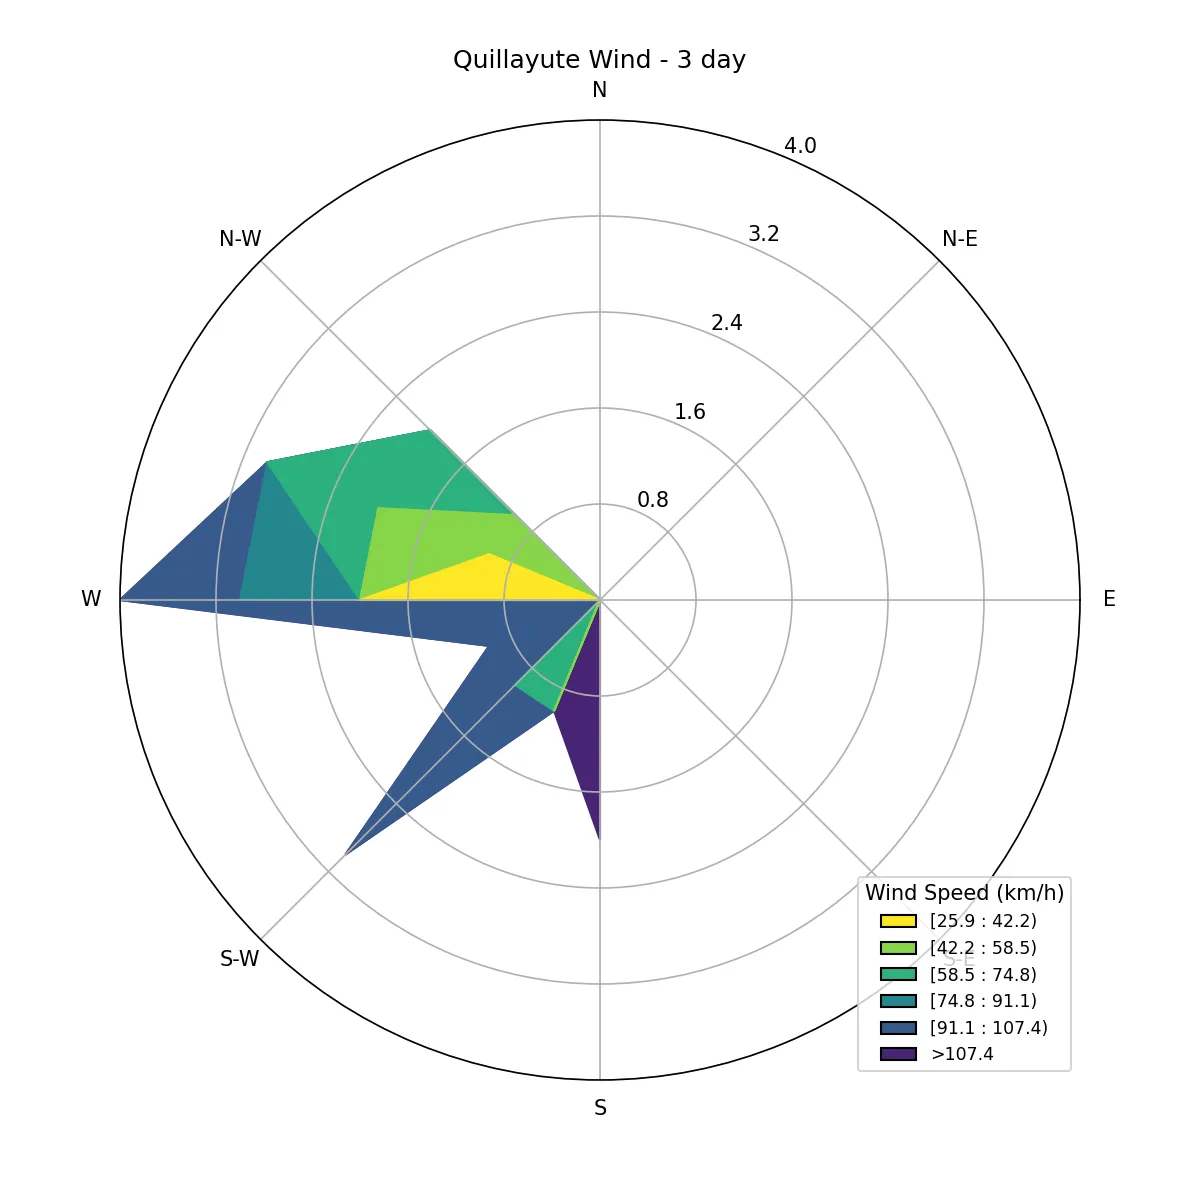 Quillayute Wind - 3 day
N
4.0
N-W
3.2
N-E
2.4
1.6
0.8
W
E
Wind Speed (km/h)
[25.9 : 42.2)
[42.2 : 58.5)
S-W
S-E
[58.5 : 74.8)
[74.8 : 91.1)
[91.1 : 107.4)
>107.4
S